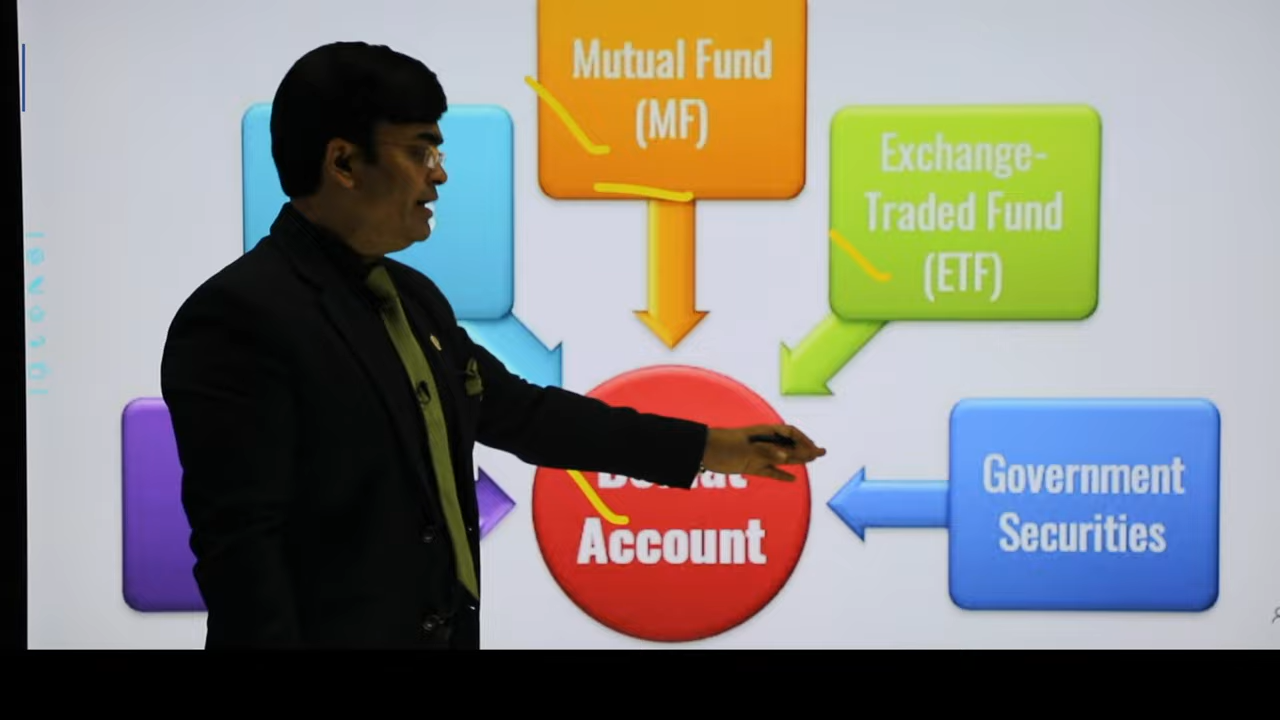 Mutual Fund
(MF)
Exchange-
Traded Fund
(ETF)
Government
Securities
Account